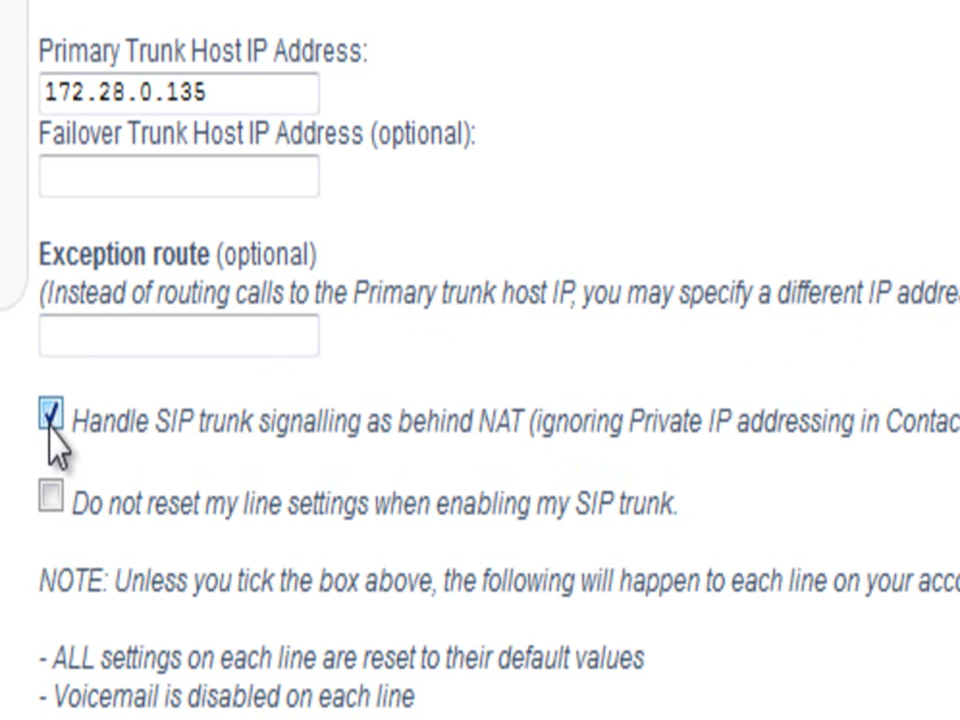 Primary Trunk Host IP Address:
172.28.0.135
Failover Trunk Host IP Address (optional):
Exception route (optional)
(Instead of routing calls to the Primary trunk host IP, you may specify a different IP addre
Handle SIP trunk signalling as behind NAT (ignoring Private IP addressing in Contac
Do not reset my line settings when enabling my SIP trunk.
NOTE: Unless you tick the box above, the following will happen to each line on your acco
- ALL settings on each line are reset to their default values
- Voicemail is disabled on each line